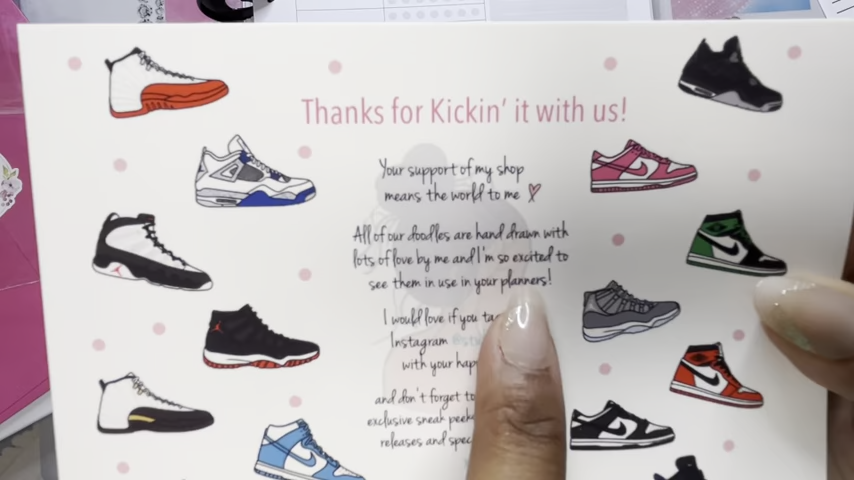 Thanks for Kickin' it with us!
Your support of my shop
means the world to me
All of our doodles are hand drawn with
lots of love by me and I'm so excited to
see them in use in your planners!
I would love if you
Instagram
with your
and don't forget to
exclusive sneak
releases and